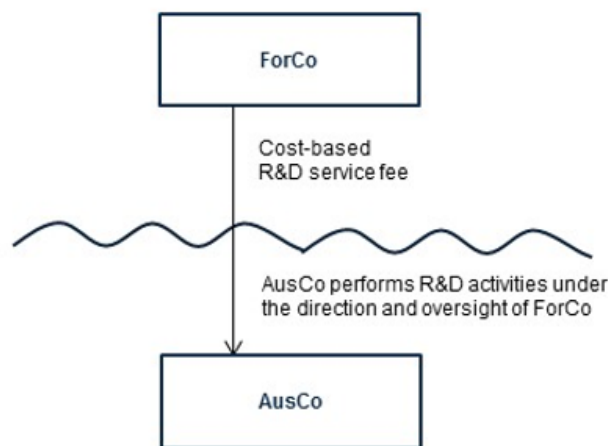 ForCo
Cost-based
R&D service fee
AusCo performs R&D activities under
the direction and oversight of ForCo
AusCo